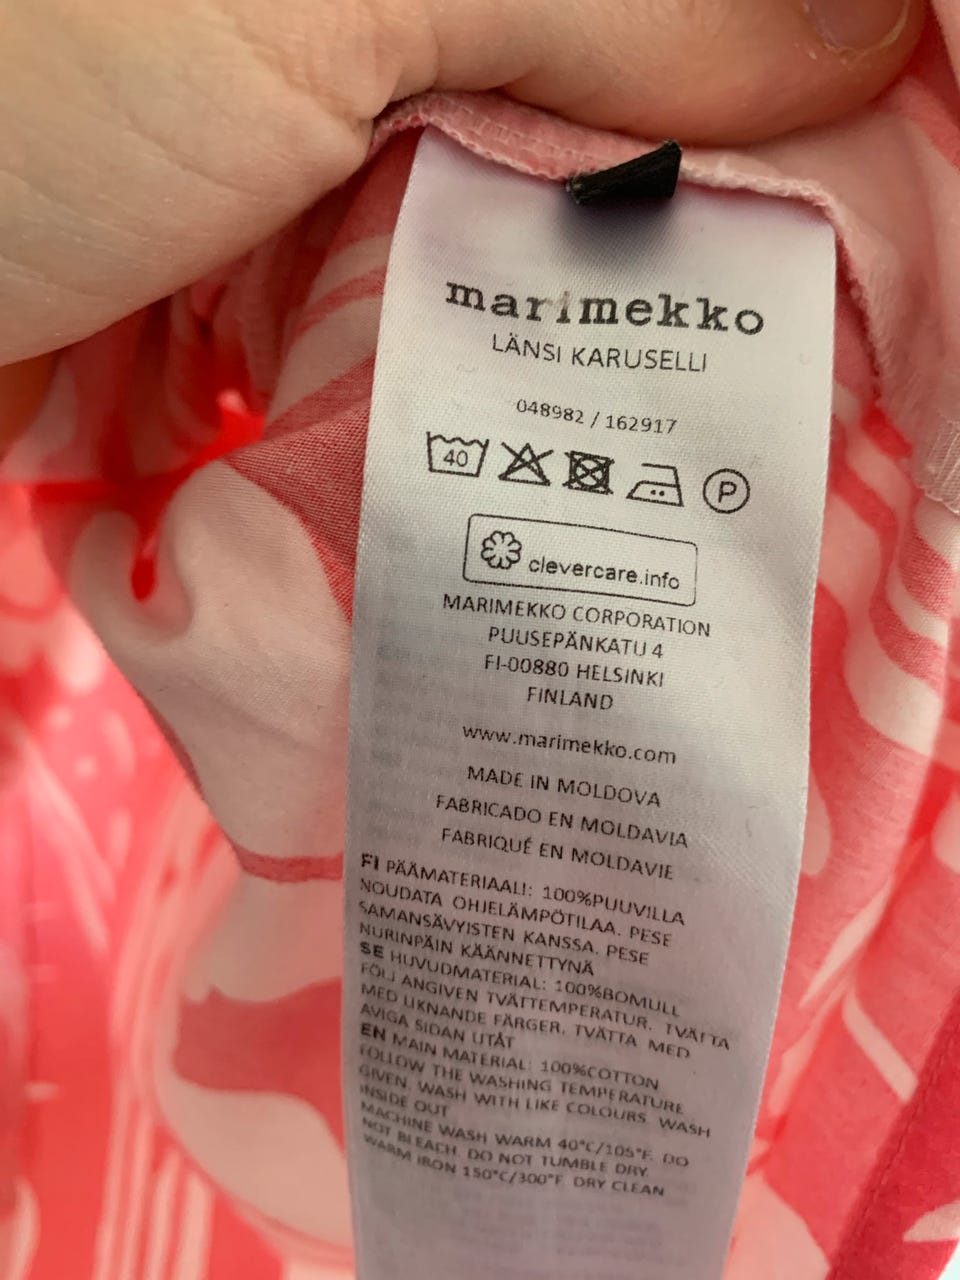 marimekko
LÄNSI KARUSELLI
048982 / 162917
40
P
clevercare.info
MARIMEKKO CORPORATION
PUUSEPÄNKATU 4
FI-00880 HELSINKI
FINLAND
www.marimekko.com
MADE IN MOLDOVA
FABRICADO EN MOLDAVIA
FABRIQUÉ EN MOLDAVIE
FI PÄÄMATERIAALI: 100%PUUVILLA
NOUDATA OHJELÄMPÖTILAA. PESE
SAMANSÄVYISTEN KANSSA. PESE
NURINPÄIN KÄÄNNETTYNÄ
SE HUVUDMATERIAL: 100%BOMULL
FÖLJ ANGIVEN TVÄTTEMPERATUR. TVÄTTA
MED LIKNANDE FÄRGER. TVÄTTA MED
AVIGA SIDAN UTÅT
EN MAIN MATERIAL: 100%COTTON
FOLLOW THE WASHING TEMPERATURE
GIVEN. WASH WITH LIKE COLOURS. WASH
INSIDE OUT
MACHINE WASH WARM 40°C/105°F. DO
NOT BLEACH. DO NOT TUMBLE DRY.
WARM IRON 150°C/300°F. DRY CLEAN